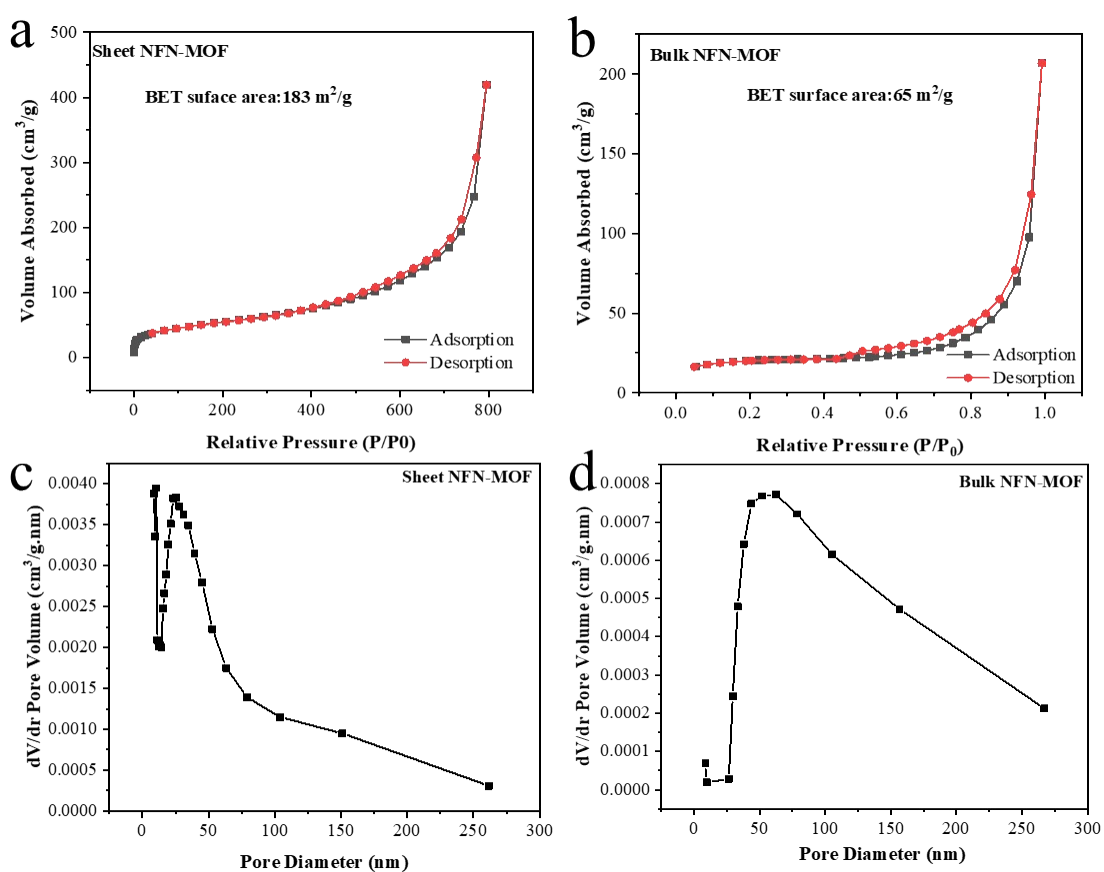 a
Sheet NFN-MOF
BET suface area:183 m²/g
500
400
300
200
100
0
Volume Absorbed (cm³/g)
Adsorption
Desorption
0 200 400 600 800
Relative Pressure (P/P0)
b
Bulk NFN-MOF
BET surface area:65 m²/g
200
150
100
50
0
Volume Absorbed (cm³/g)
Adsorption
Desorption
0.0 0.2 0.4 0.6 0.8 1.0
Relative Pressure (P/P₀)
c
Sheet NFN-MOF
0.0040
0.0035
0.0030
0.0025
0.0020
0.0015
0.0010
0.0005
0.0000
dV/dr Pore Volume (cm³/g.nm)
0 50 100 150 200 250 300
Pore Diameter (nm)
d
Bulk NFN-MOF
0.0008
0.0007
0.0006
0.0005
0.0004
0.0003
0.0002
0.0001
0.0000
dV/dr Pore Volume (cm³/g.nm)
0 50 100 150 200 250 300
Pore Diameter (nm)